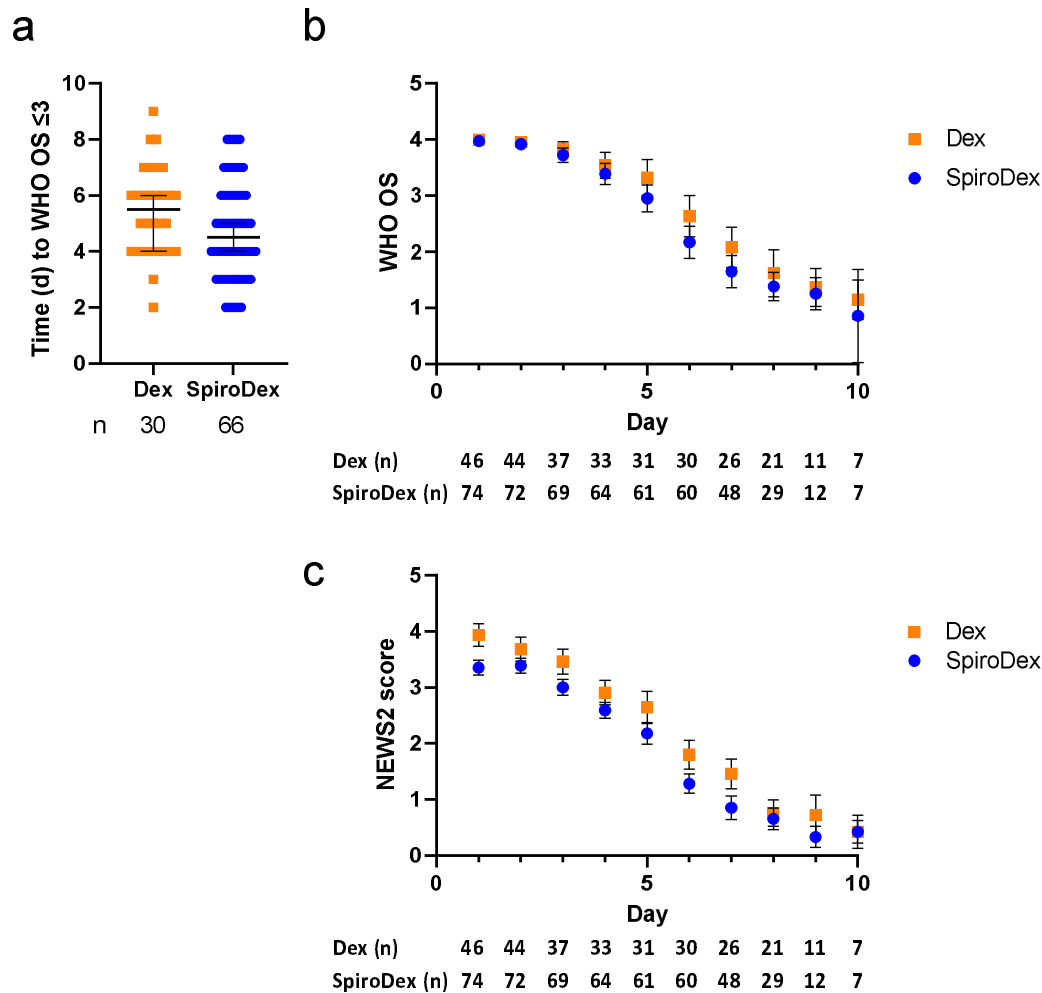 a
10
8
6
4
2
0
Time (d) to WHO OS ≤3
Dex SpiroDex
n 30 66
b
5
4
3
2
1
0
WHO OS
0 5 10
Day
Dex
SpiroDex
Dex (n) 46 44 37 33 31 30 26 21 11 7
SpiroDex (n) 74 72 69 64 61 60 48 29 12 7
c
5
4
3
2
1
0
NEWS2 score
0 5 10
Day
Dex
SpiroDex
Dex (n) 46 44 37 33 31 30 26 21 11 7
SpiroDex (n) 74 72 69 64 61 60 48 29 12 7